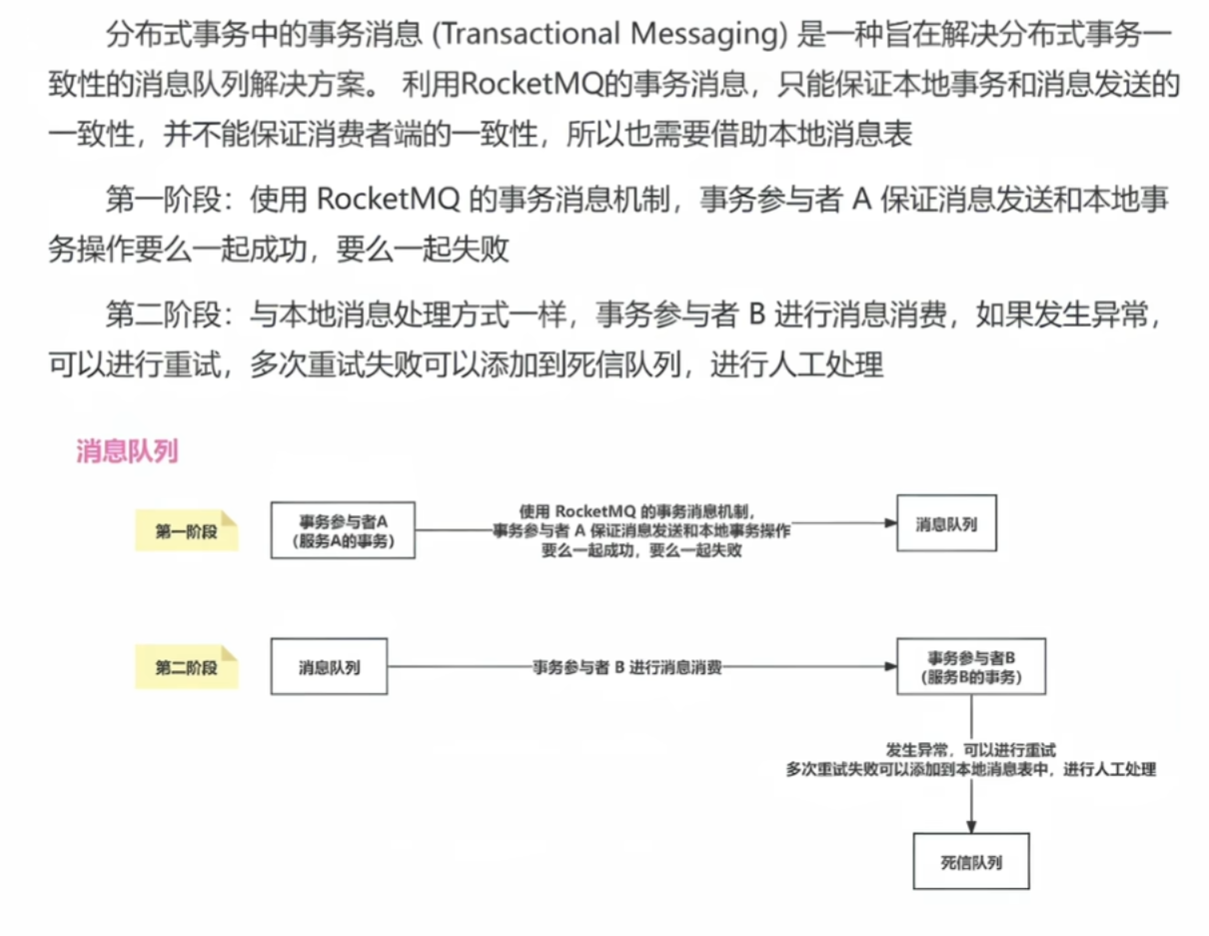 分布式事务中的事务消息 (Transactional Messaging) 是一种旨在解决分布式事务一
致性的消息队列解决方案。 利用RocketMQ的事务消息，只能保证本地事务和消息发送的
一致性，并不能保证消费者端的一致性，所以也需要借助本地消息表
第一阶段：使用 RocketMQ 的事务消息机制，事务参与者 A 保证消息发送和本地事
务操作要么一起成功，要么一起失败
第二阶段：与本地消息处理方式一样，事务参与者 B 进行消息消费，如果发生异常，
可以进行重试，多次重试失败可以添加到死信队列，进行人工处理
消息队列
第一阶段
事务参与者A
（服务A的事务）
使用 RocketMQ 的事务消息机制，
事务参与者 A 保证消息发送和本地事务操作
要么一起成功，要么一起失败
消息队列
第二阶段
消息队列
事务参与者 B 进行消息消费
事务参与者B
（服务B的事务）
发生异常，可以进行重试
多次重试失败可以添加到本地消息表中，进行人工处理
死信队列